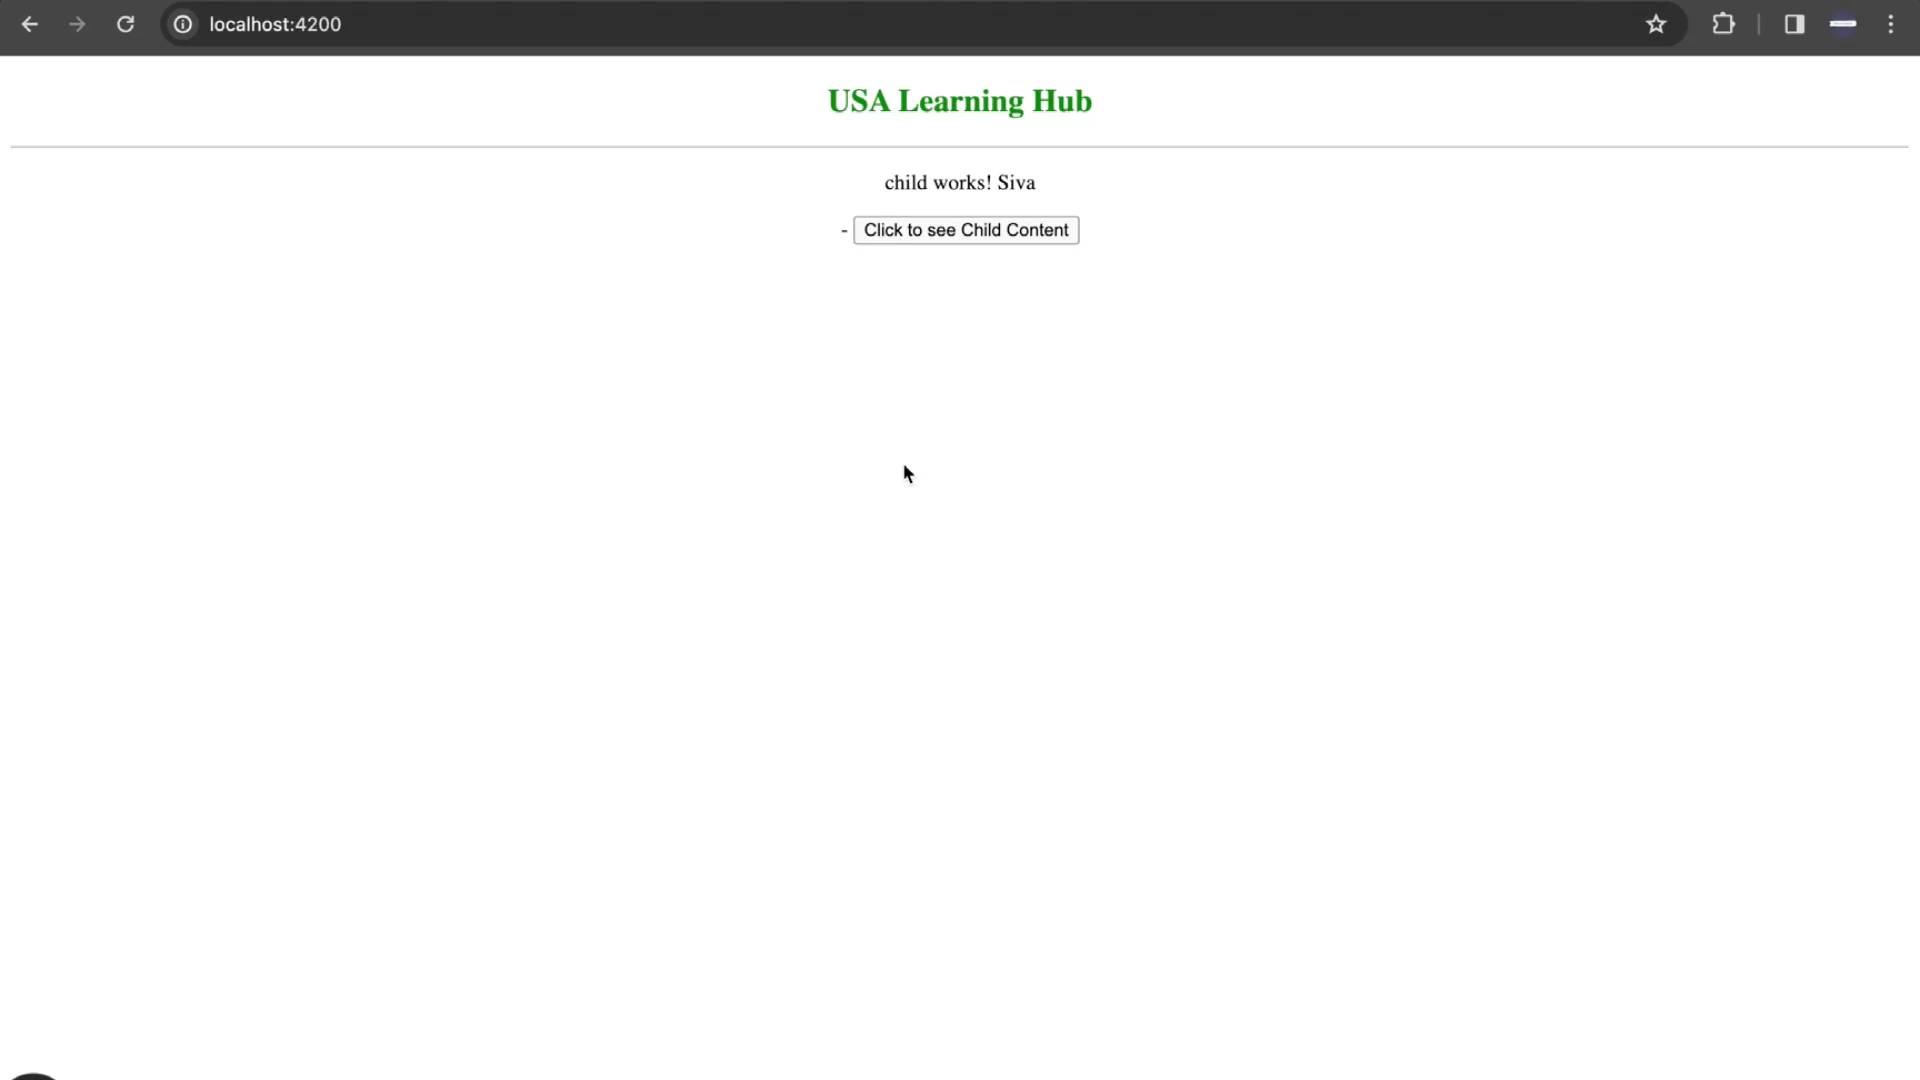 localhost:4200
USA Learning Hub
child works! Siva
- Click to see Child Content